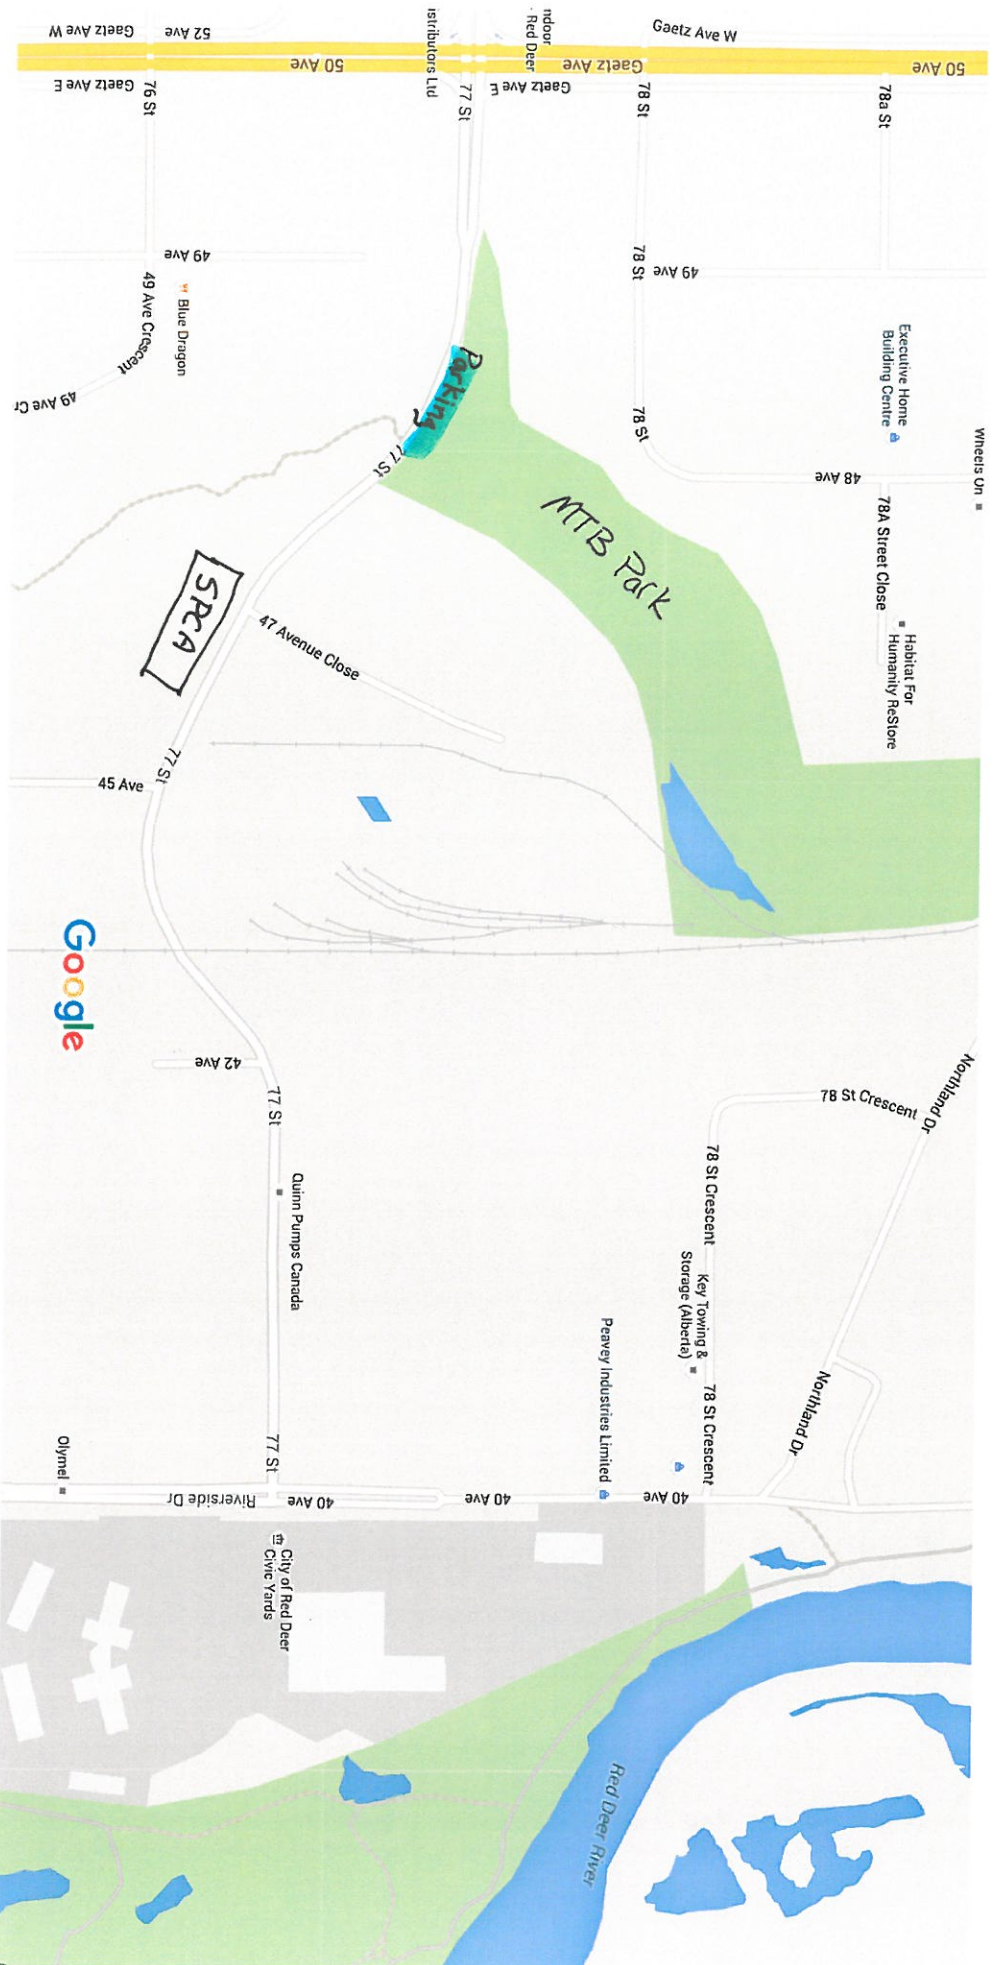 Gaetz Ave W
52 Ave
istributors Ltd
ndoor
Red Deer
Gaetz Ave W
50 Ave
Gaetz Ave
50 Ave
Gaetz Ave E
76 St
77 St
Gaetz Ave E
78 St
78a St
49 Ave
49 Ave Crescent
49 Ave Cr
Blue Dragon
78 St
49 Ave
Executive Home
Building Centre
Wheels On
Parking
77 St
78 St
48 Ave
78A Street Close
MTB Park
SPCA
47 Avenue Close
Habitat For
Humanity ReStore
77 St
45 Ave
Google
42 Ave
77 St
Quinn Pumps Canada
Northland Dr
78 St Crescent
78 St Crescent
Key Towing &
Storage (Alberta)
78 St Crescent
Peavey Industries Limited
Northland Dr
77 St
Olymel
Riverside Dr
40 Ave
40 Ave
40 Ave
City of Red Deer
Civic Yards
Red Deer River